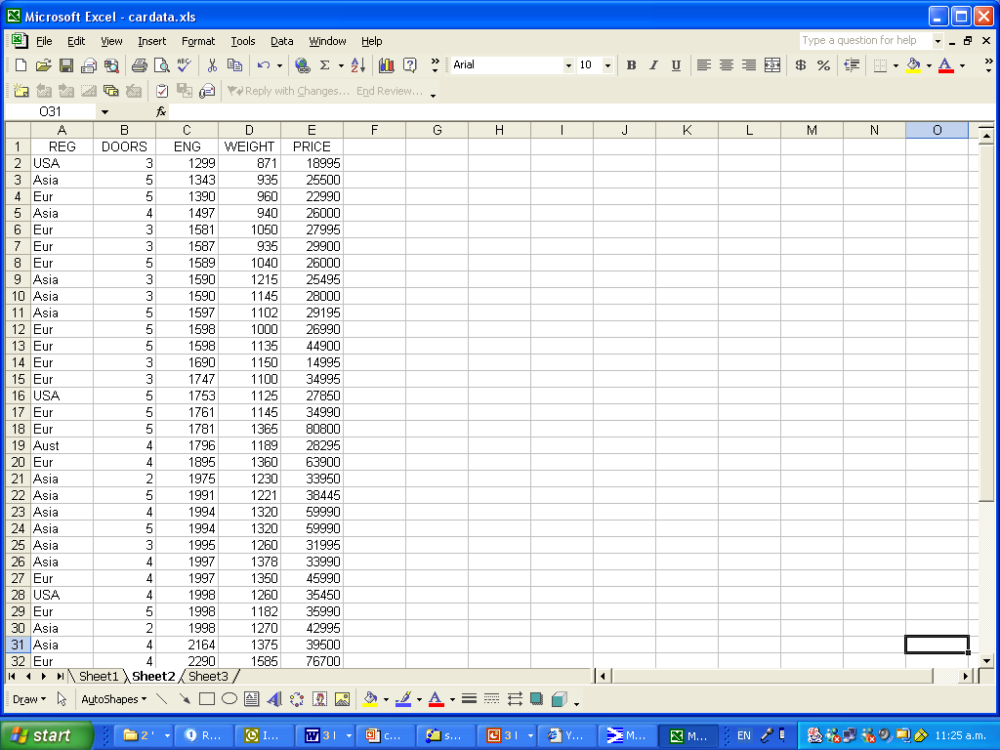 Microsoft Excel - cardata.xls
File Edit View Insert Format Tools Data Window Help Type a question for help
Arial 10 B I U $ %
Reply with Changes... End Review...
O31 fx
A B C D E F G H I J K L M N O
1 REG DOORS ENG WEIGHT PRICE
2 USA 3 1299 871 18995
3 Asia 5 1343 935 25500
4 Eur 5 1390 960 22990
5 Asia 4 1497 940 26000
6 Eur 3 1581 1050 27995
7 Eur 3 1587 935 29900
8 Eur 5 1589 1040 26000
9 Asia 3 1590 1215 25495
10 Asia 3 1590 1145 28000
11 Asia 5 1597 1102 29195
12 Eur 5 1598 1000 26990
13 Eur 5 1598 1135 44900
14 Eur 3 1690 1150 14995
15 Eur 3 1747 1100 34995
16 USA 5 1753 1125 27850
17 Eur 5 1761 1145 34990
18 Eur 5 1781 1365 80800
19 Aust 4 1796 1189 28295
20 Eur 4 1895 1360 63900
21 Asia 2 1975 1230 33950
22 Asia 5 1991 1221 38445
23 Asia 4 1994 1320 59990
24 Asia 5 1994 1320 59990
25 Asia 3 1995 1260 31995
26 Asia 4 1997 1378 33990
27 Eur 4 1997 1350 45990
28 USA 4 1998 1260 35450
29 Eur 5 1998 1182 35990
30 Asia 2 1998 1270 42995
31 Asia 4 2164 1375 39500
32 Eur 4 2290 1585 76700
Sheet1 Sheet2 Sheet3
Draw AutoShapes
start 2 ' R... I... 3 I c... s... 3 I Y... M... M... EN 11:25 a.m.